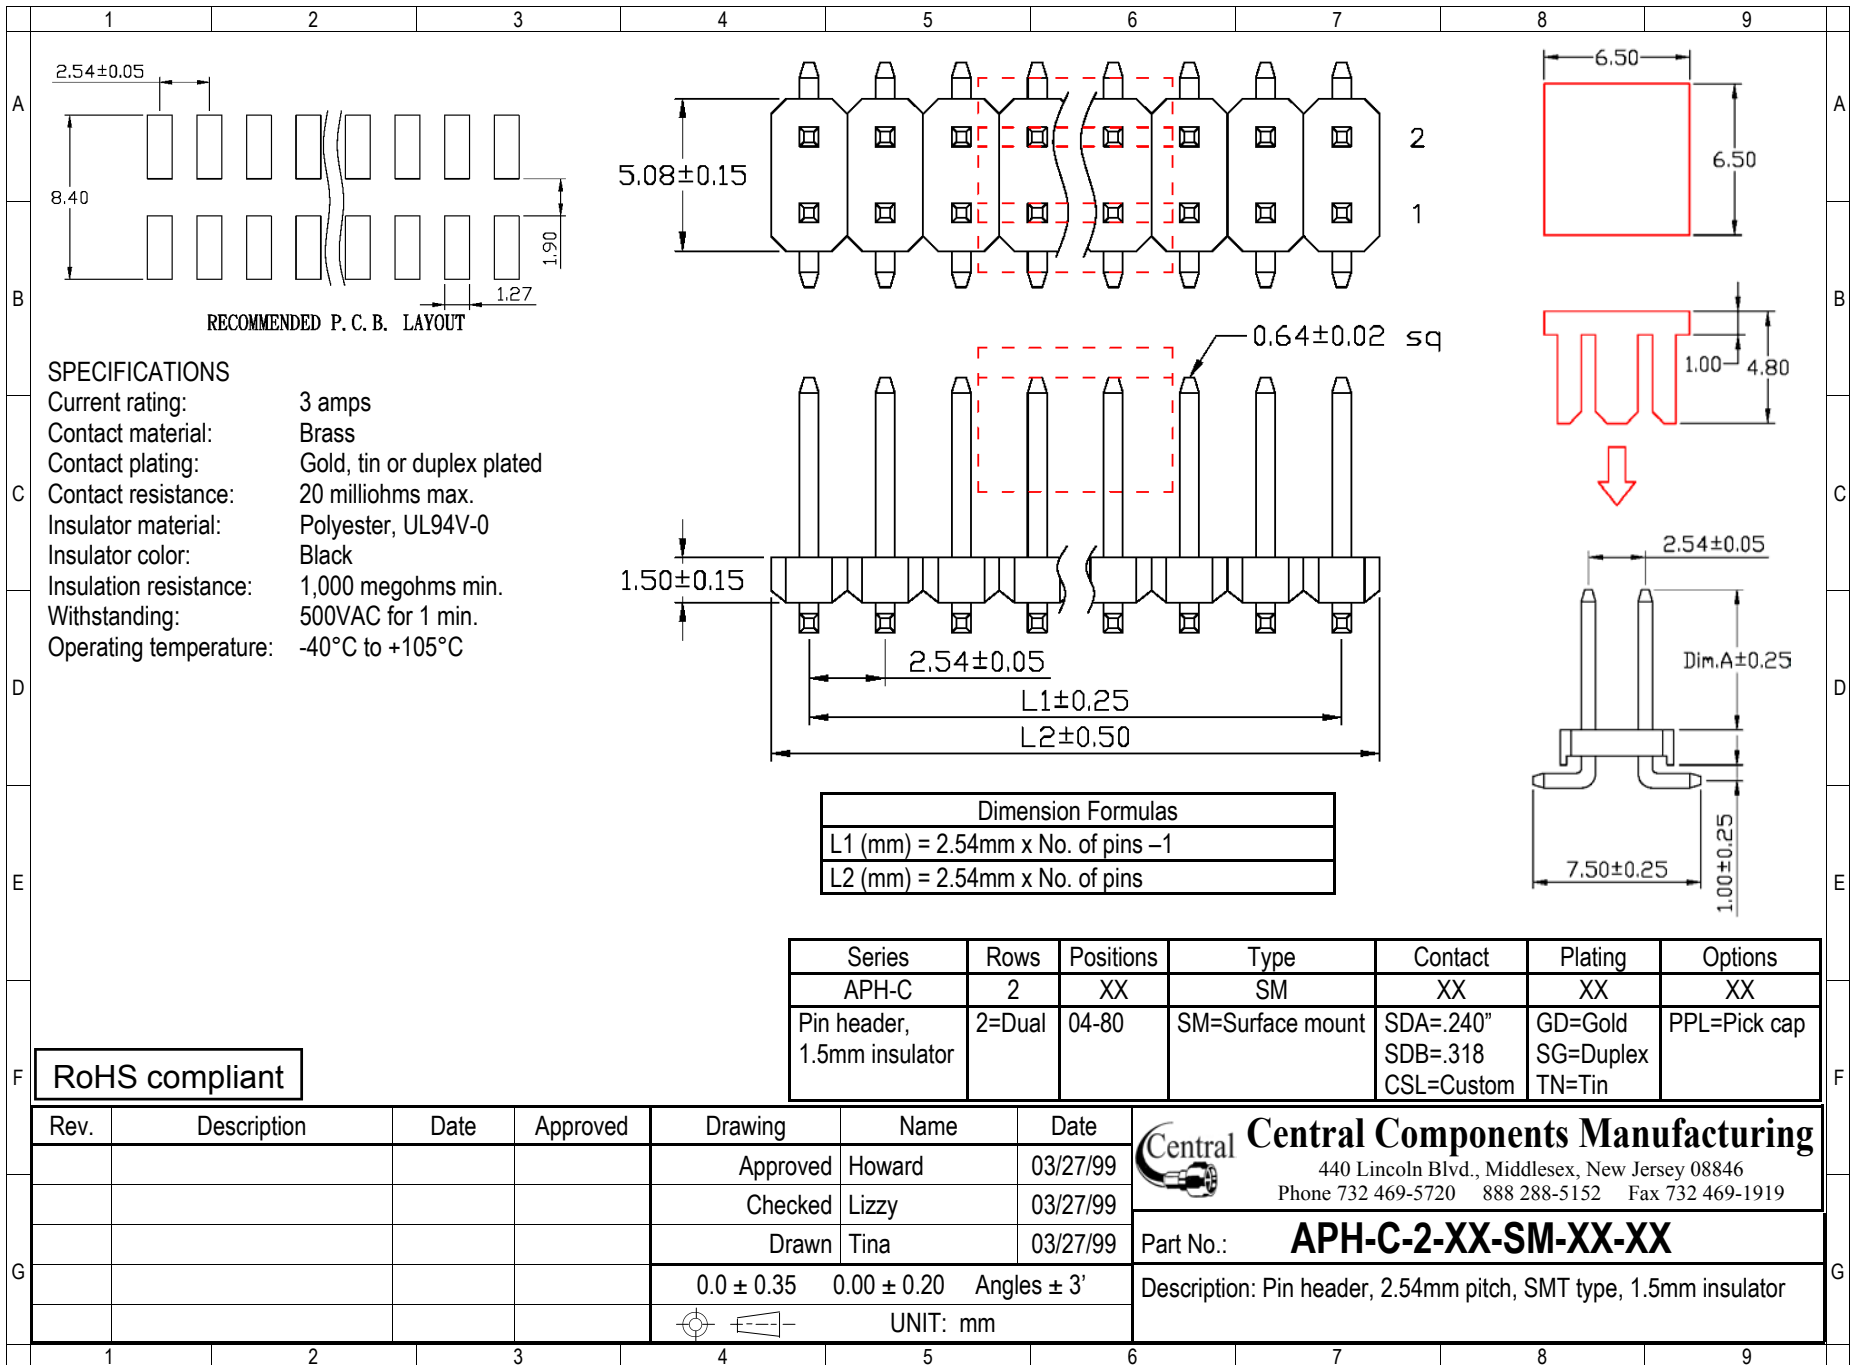 1 2 3 4 5 6 7 8 9
A A
B B
C C
D D
E E
F F
G G
2.54±0.05
8.40
1.90
1.27
RECOMMENDED P.C.B. LAYOUT
5.08±0.15
2
1
6.50
6.50
0.64±0.02 sq
1.00
4.80
SPECIFICATIONS
Current rating: 3 amps
Contact material: Brass
Contact plating: Gold, tin or duplex plated
Contact resistance: 20 milliohms max.
Insulator material: Polyester, UL94V-0
Insulator color: Black
Insulation resistance: 1,000 megohms min.
Withstanding: 500VAC for 1 min.
Operating temperature: -40°C to +105°C
1.50±0.15
2.54±0.05
L1±0.25
L2±0.50
2.54±0.05
Dim.A±0.25
7.50±0.25
1.00±0.25
Dimension Formulas
L1 (mm) = 2.54mm x No. of pins –1
L2 (mm) = 2.54mm x No. of pins
Series Rows Positions Type Contact Plating Options
APH-C 2 XX SM XX XX XX
Pin header, 2=Dual 04-80 SM=Surface mount SDA=.240” GD=Gold PPL=Pick cap
1.5mm insulator SDB=.318 SG=Duplex
CSL=Custom TN=Tin
RoHS compliant
Rev. Description Date Approved
Drawing Name Date
Approved Howard 03/27/99
Checked Lizzy 03/27/99
Drawn Tina 03/27/99
0.0 ± 0.35 0.00 ± 0.20 Angles ± 3’
UNIT: mm
Central
Central Components Manufacturing
440 Lincoln Blvd., Middlesex, New Jersey 08846
Phone 732 469-5720 888 288-5152 Fax 732 469-1919
Part No.: APH-C-2-XX-SM-XX-XX
Description: Pin header, 2.54mm pitch, SMT type, 1.5mm insulator
1 2 3 4 5 6 7 8 9